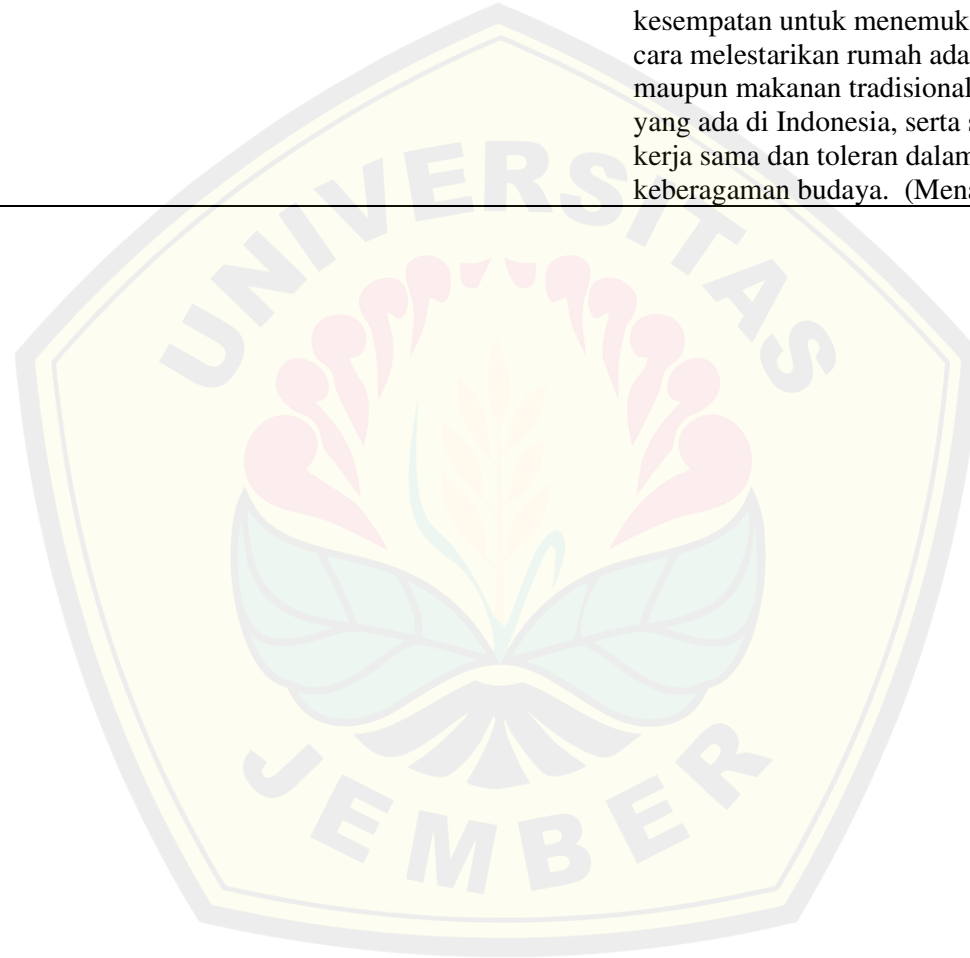 kesempatan untuk menemuk
cara melestarikan rumah ada
maupun makanan tradisional
yang ada di Indonesia, serta
kerja sama dan toleran dalam
keberagaman budaya. (Mena
UNIVERSITAS
JEMBER